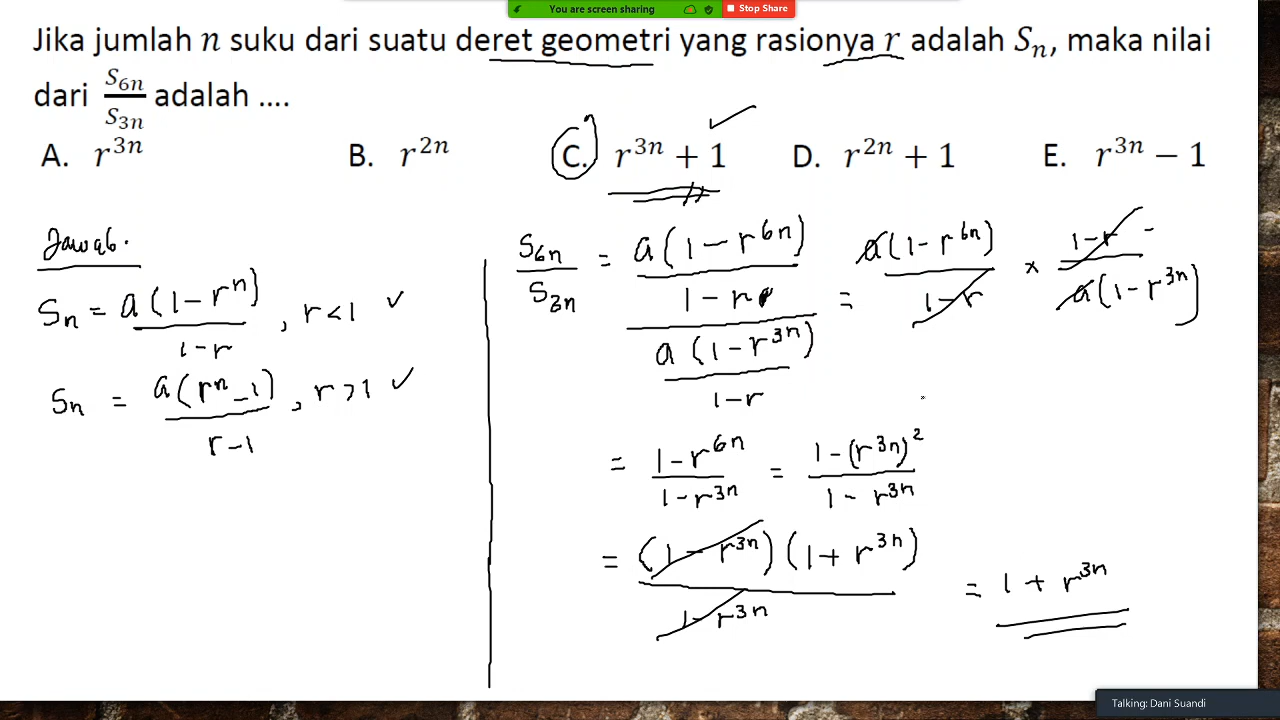 You are screen sharing
Stop Share
Jika jumlah n suku dari suatu deret geometri yang rasionya r adalah Sₙ, maka nilai
dari S₆ₙ/S₃ₙ adalah ....
A. r³ⁿ B. r²ⁿ C. r³ⁿ + 1 D. r²ⁿ + 1 E. r³ⁿ − 1
Jawab.
Sn = a(1-rⁿ)/1-r , r<1 ✓
Sn = a(rⁿ-1)/r-1 , r>1 ✓
S6n/S3n = a(1-r⁶ⁿ)/1-r / a(1-r³ⁿ)/1-r = a(1-r⁶ⁿ)/1-r × 1-r/a(1-r³ⁿ)
= 1-r⁶ⁿ/1-r³ⁿ = 1-(r³ⁿ)²/1-r³ⁿ
= (1-r³ⁿ)(1+r³ⁿ)/1-r³ⁿ = 1+r³ⁿ
Talking: Dani Suandi